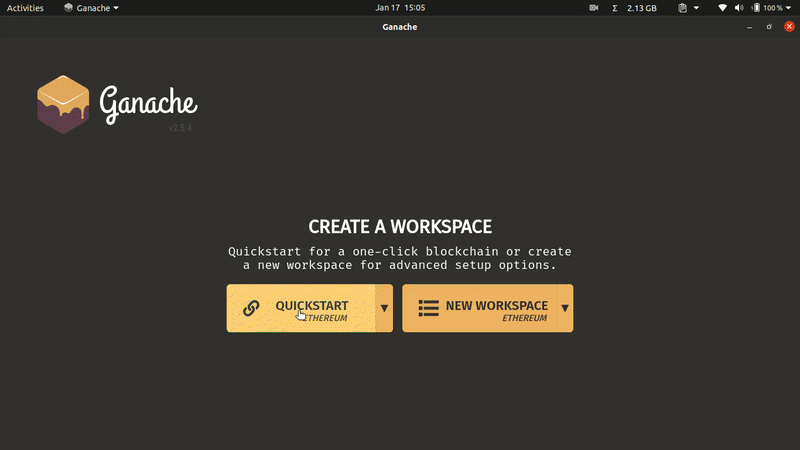 Activities Ganache Jan 17 15:05 Σ 2.13 GB 100 %
Ganache
Ganache
v2.5.4
CREATE A WORKSPACE
Quickstart for a one-click blockchain or create
a new workspace for advanced setup options.
QUICKSTART NEW WORKSPACE
ETHEREUM ETHEREUM